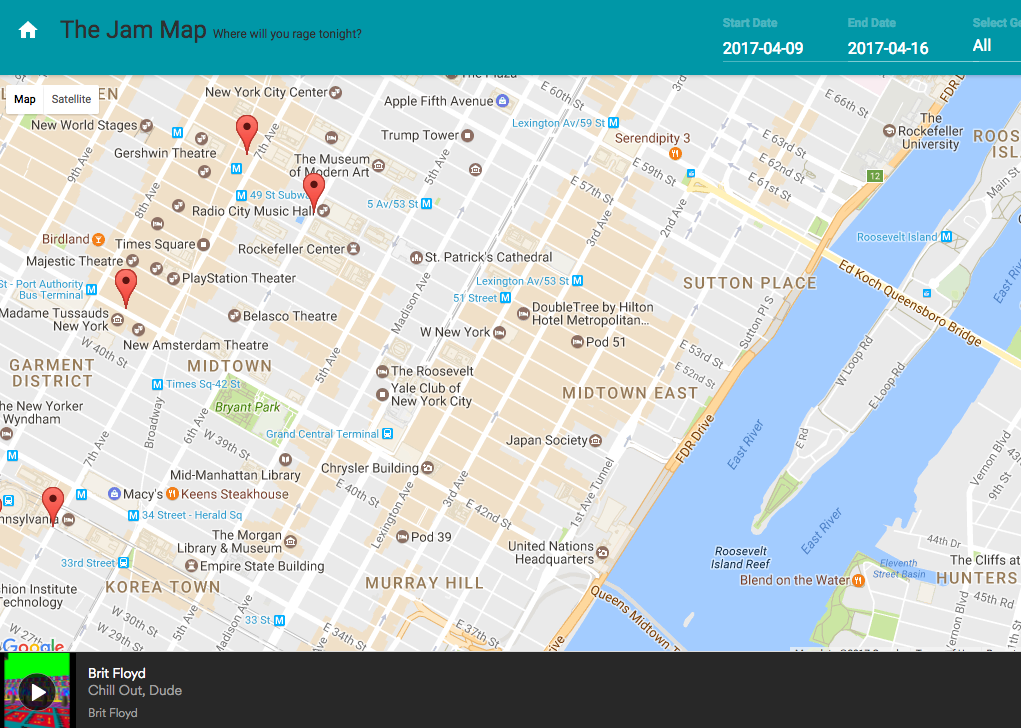 The Jam Map Where will you rage tonight?
Start Date
End Date
Select
2017-04-09
2017-04-16
All
Map
Satellite
New York City Center
Apple Fifth Avenue
E 60th St
FDR
New World Stages
Lexington Av/59 St
E 66th St
Gershwin Theatre
7th Ave
Trump Tower
Serendipity 3
E 63rd St
The
Rockefeller
University
9th Ave
The Museum
of Modern Art
5th Ave
E 59th St
E 62nd St
E 61st St
12
Main St
8th Ave
49 St
Radio City Music Hall
5 Av/53 St
E 57th St
2nd Ave
3rd Ave
Roosevelt Island
Birdland
Times Square
Rockefeller Center
Majestic Theatre
St. Patrick's Cathedral
Ed Koch Queensboro Bridge
East River
St - Port Authority
Bus Terminal
PlayStation Theater
Lexington Av/53 St
51 Street
SUTTON PLACE
Madison Ave
Sutton Pl S
Madame Tussauds
New York
Belasco Theatre
DoubleTree by Hilton
Hotel Metropolitan...
W New York
Pod 51
W 40th St
New Amsterdam Theatre
E 53rd St
W Loop Rd
GARMENT
DISTRICT
MIDTOWN
5th Ave
The Roosevelt
E 52nd St
E Loop Rd
Times Sq-42 St
Yale Club of
New York City
MIDTOWN EAST
The New Yorker
Wyndham
Broadway
Bryant Park
6th Ave
7th Ave
W 39th St
Grand Central Terminal
Japan Society
FDR Drive
East River
E Rd
Vernon Blvd
9th St
Mid-Manhattan Library
Chrysler Building
1st Ave Tunnel
Macy's
Keens Steakhouse
E 40th St
3rd Ave
34 Street - Herald Sq
Lexington Ave
E 42nd St
East River
The Morgan
Library & Museum
Pod 39
United Nations
Headquarters
Roosevelt
Island Reef
44th Dr
33rd Street
Empire State Building
Eleventh
Street Basin
The Cliffs at
KOREA TOWN
MURRAY HILL
Blend on the Water
HUNTERS
Institute
Technology
Queens Midtown
Vernon Blvd
45th Rd
W 30th St
W 29th St
5th Ave
Madison Ave
33 St
E 34th St
E 37th St
W 27th St
Google
Brit Floyd
Chill Out, Dude
Brit Floyd